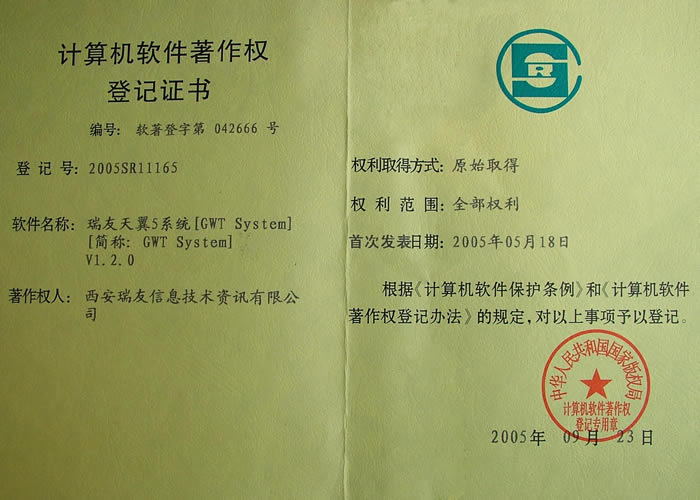 计算机软件著作权
登记证书
编号: 软著登字第 042666 号
登 记 号: 2005SR11165
软件名称: 瑞友天翼5系统[GWT System]
[简称: GWT System]
V1.2.0
著作权人: 西安瑞友信息技术资讯有限公
司
SR
权利取得方式: 原始取得
权 利 范 围: 全部权利
首次发表日期: 2005年05月18日
根据《计算机软件保护条例》和《计算机软件
著作权登记办法》的规定, 对以上事项予以登记。
中华人民共和国国家版权局
计算机软件著作权
登记专用章
2005年 09月 23日